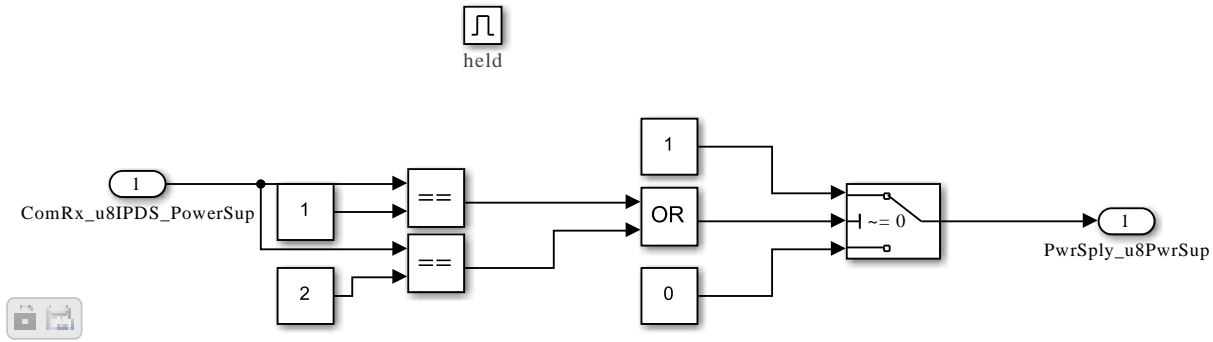 held
1
1
ComRx_u8IPDS_PowerSup
1
==
OR
~= 0
1
PwrSply_u8PwrSup
==
2
0